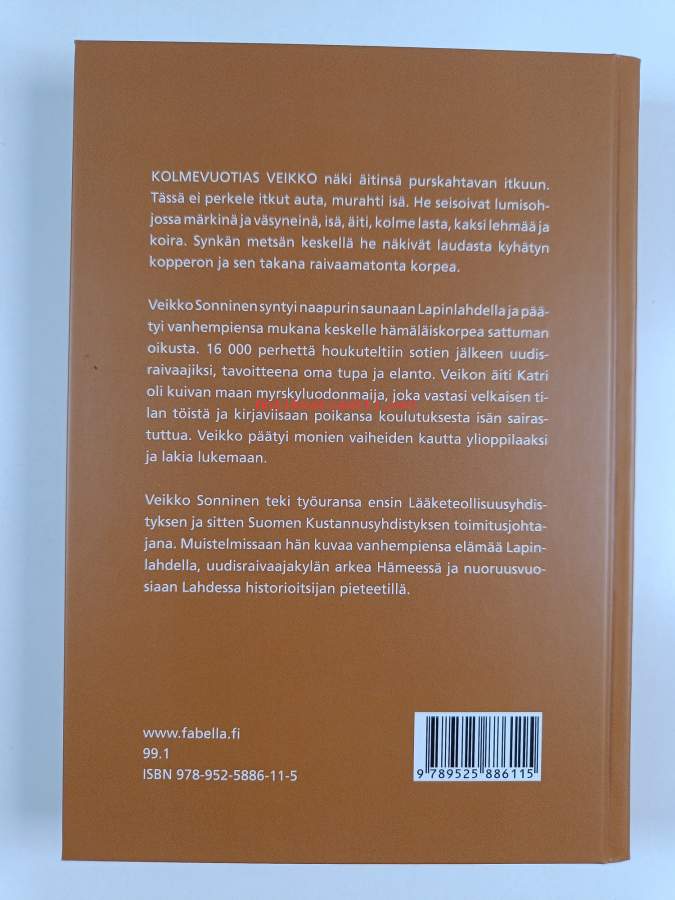 KOLMEVUOTIAS VEIKKO näki äitinsä purskahtavan itkuun.
Tässä ei perkele itkut auta, murahti isä. He seisoivat lumisoh-
jossa märkinä ja väsyneinä, isä, äiti, kolme lasta, kaksi lehmää ja
koira. Synkän metsän keskellä he näkivät laudasta kyhätyn
kopperon ja sen takana raivaamatonta korpea.
Veikko Sonninen syntyi naapurin saunaan Lapinlahdella ja pää-
tyi vanhempiensa mukana keskelle hämäläiskorpea sattuman
oikusta. 16 000 perhettä houkuteltiin sotien jälkeen uudis-
raivaajiksi, tavoitteena oma tupa ja elanto. Veikon äiti Katri
oli kuivan maan myrskyluodonmaija, joka vastasi velkaisen ti-
lan töistä ja kirjaviisaan poikansa koulutuksesta isän sairas-
tuttua. Veikko päätyi monien vaiheiden kautta ylioppilaaksi
ja lakia lukemaan.
Veikko Sonninen teki työuransa ensin Lääketeollisuusyhdis-
tyksen ja sitten Suomen Kustannusyhdistyksen toimitusjohta-
jana. Muistelmissaan hän kuvaa vanhempiensa elämää Lapin-
lahdella, uudisraivaajakylän arkea Hämeessä ja nuoruusvuo-
siaan Lahdessa historioitsijan pieteetillä.
www.fabella.fi
99.1
ISBN 978-952-5886-11-5
9 789525 886115